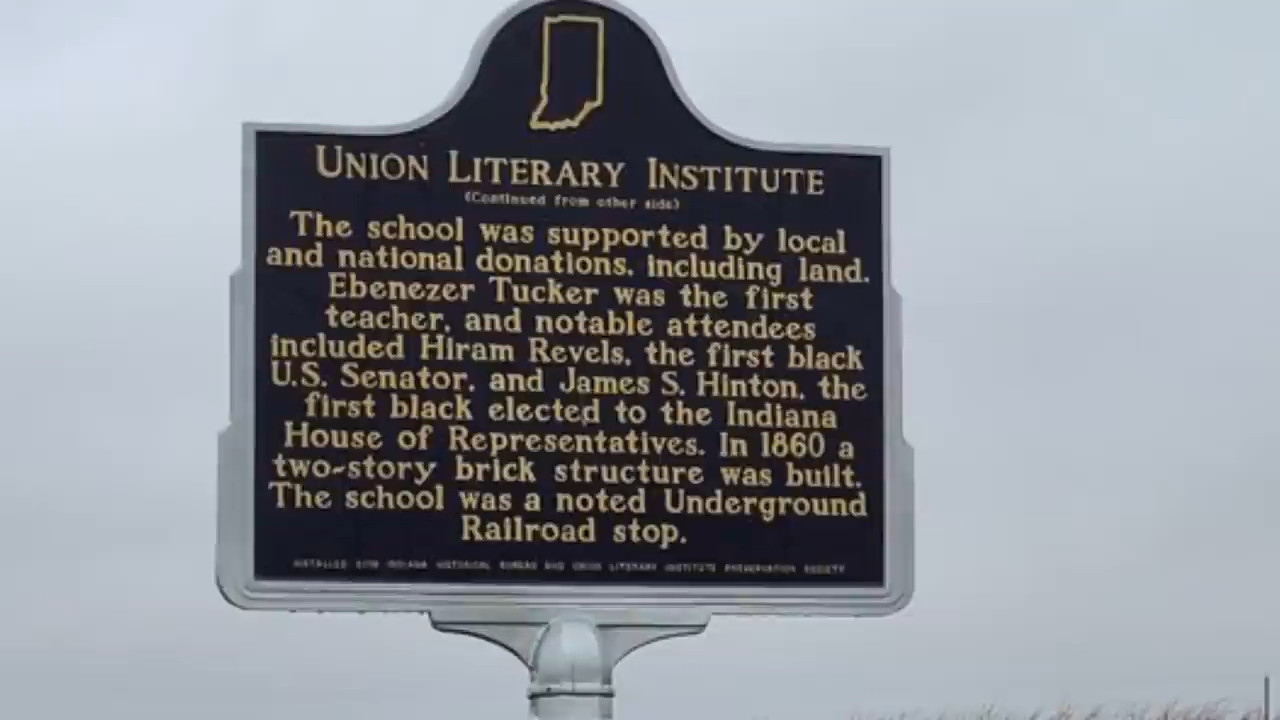 UNION LITERARY INSTITUTE
(Continued from other side)
The school was supported by local
and national donations, including land.
Ebenezer Tucker was the first
teacher, and notable attendees
included Hiram Revels, the first black
U.S. Senator, and James S. Hinton, the
first black elected to the Indiana
House of Representatives. In 1860 a
two-story brick structure was built.
The school was a noted Underground
Railroad stop.
INSTALLED INDIANA HISTORICAL BUREAU AND UNION LITERARY INSTITUTE PRESERVATION SOCIETY